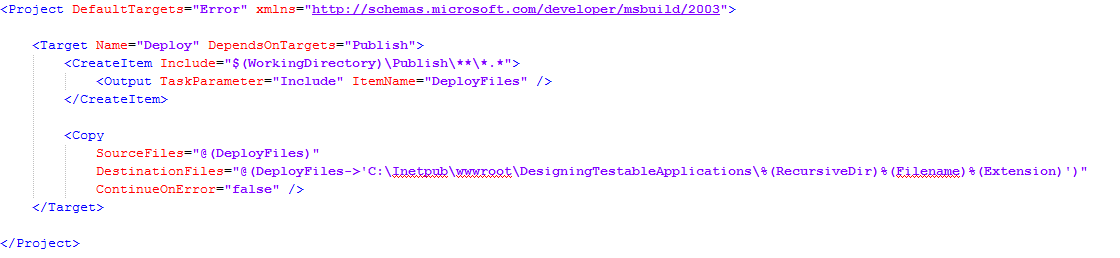 <Project DefaultTargets="Error" xmlns="http://schemas.microsoft.com/developer/msbuild/2003">
<Target Name="Deploy" DependsOnTargets="Publish">
<CreateItem Include="$(WorkingDirectory)\Publish\**\*.*">
<Output TaskParameter="Include" ItemName="DeployFiles" />
</CreateItem>
<Copy
SourceFiles="@(DeployFiles)"
DestinationFiles="@(DeployFiles->'C:\Inetpub\wwwroot\DesigningTestableApplications\%(RecursiveDir)%(Filename)%(Extension)')"
ContinueOnError="false" />
</Target>
</Project>